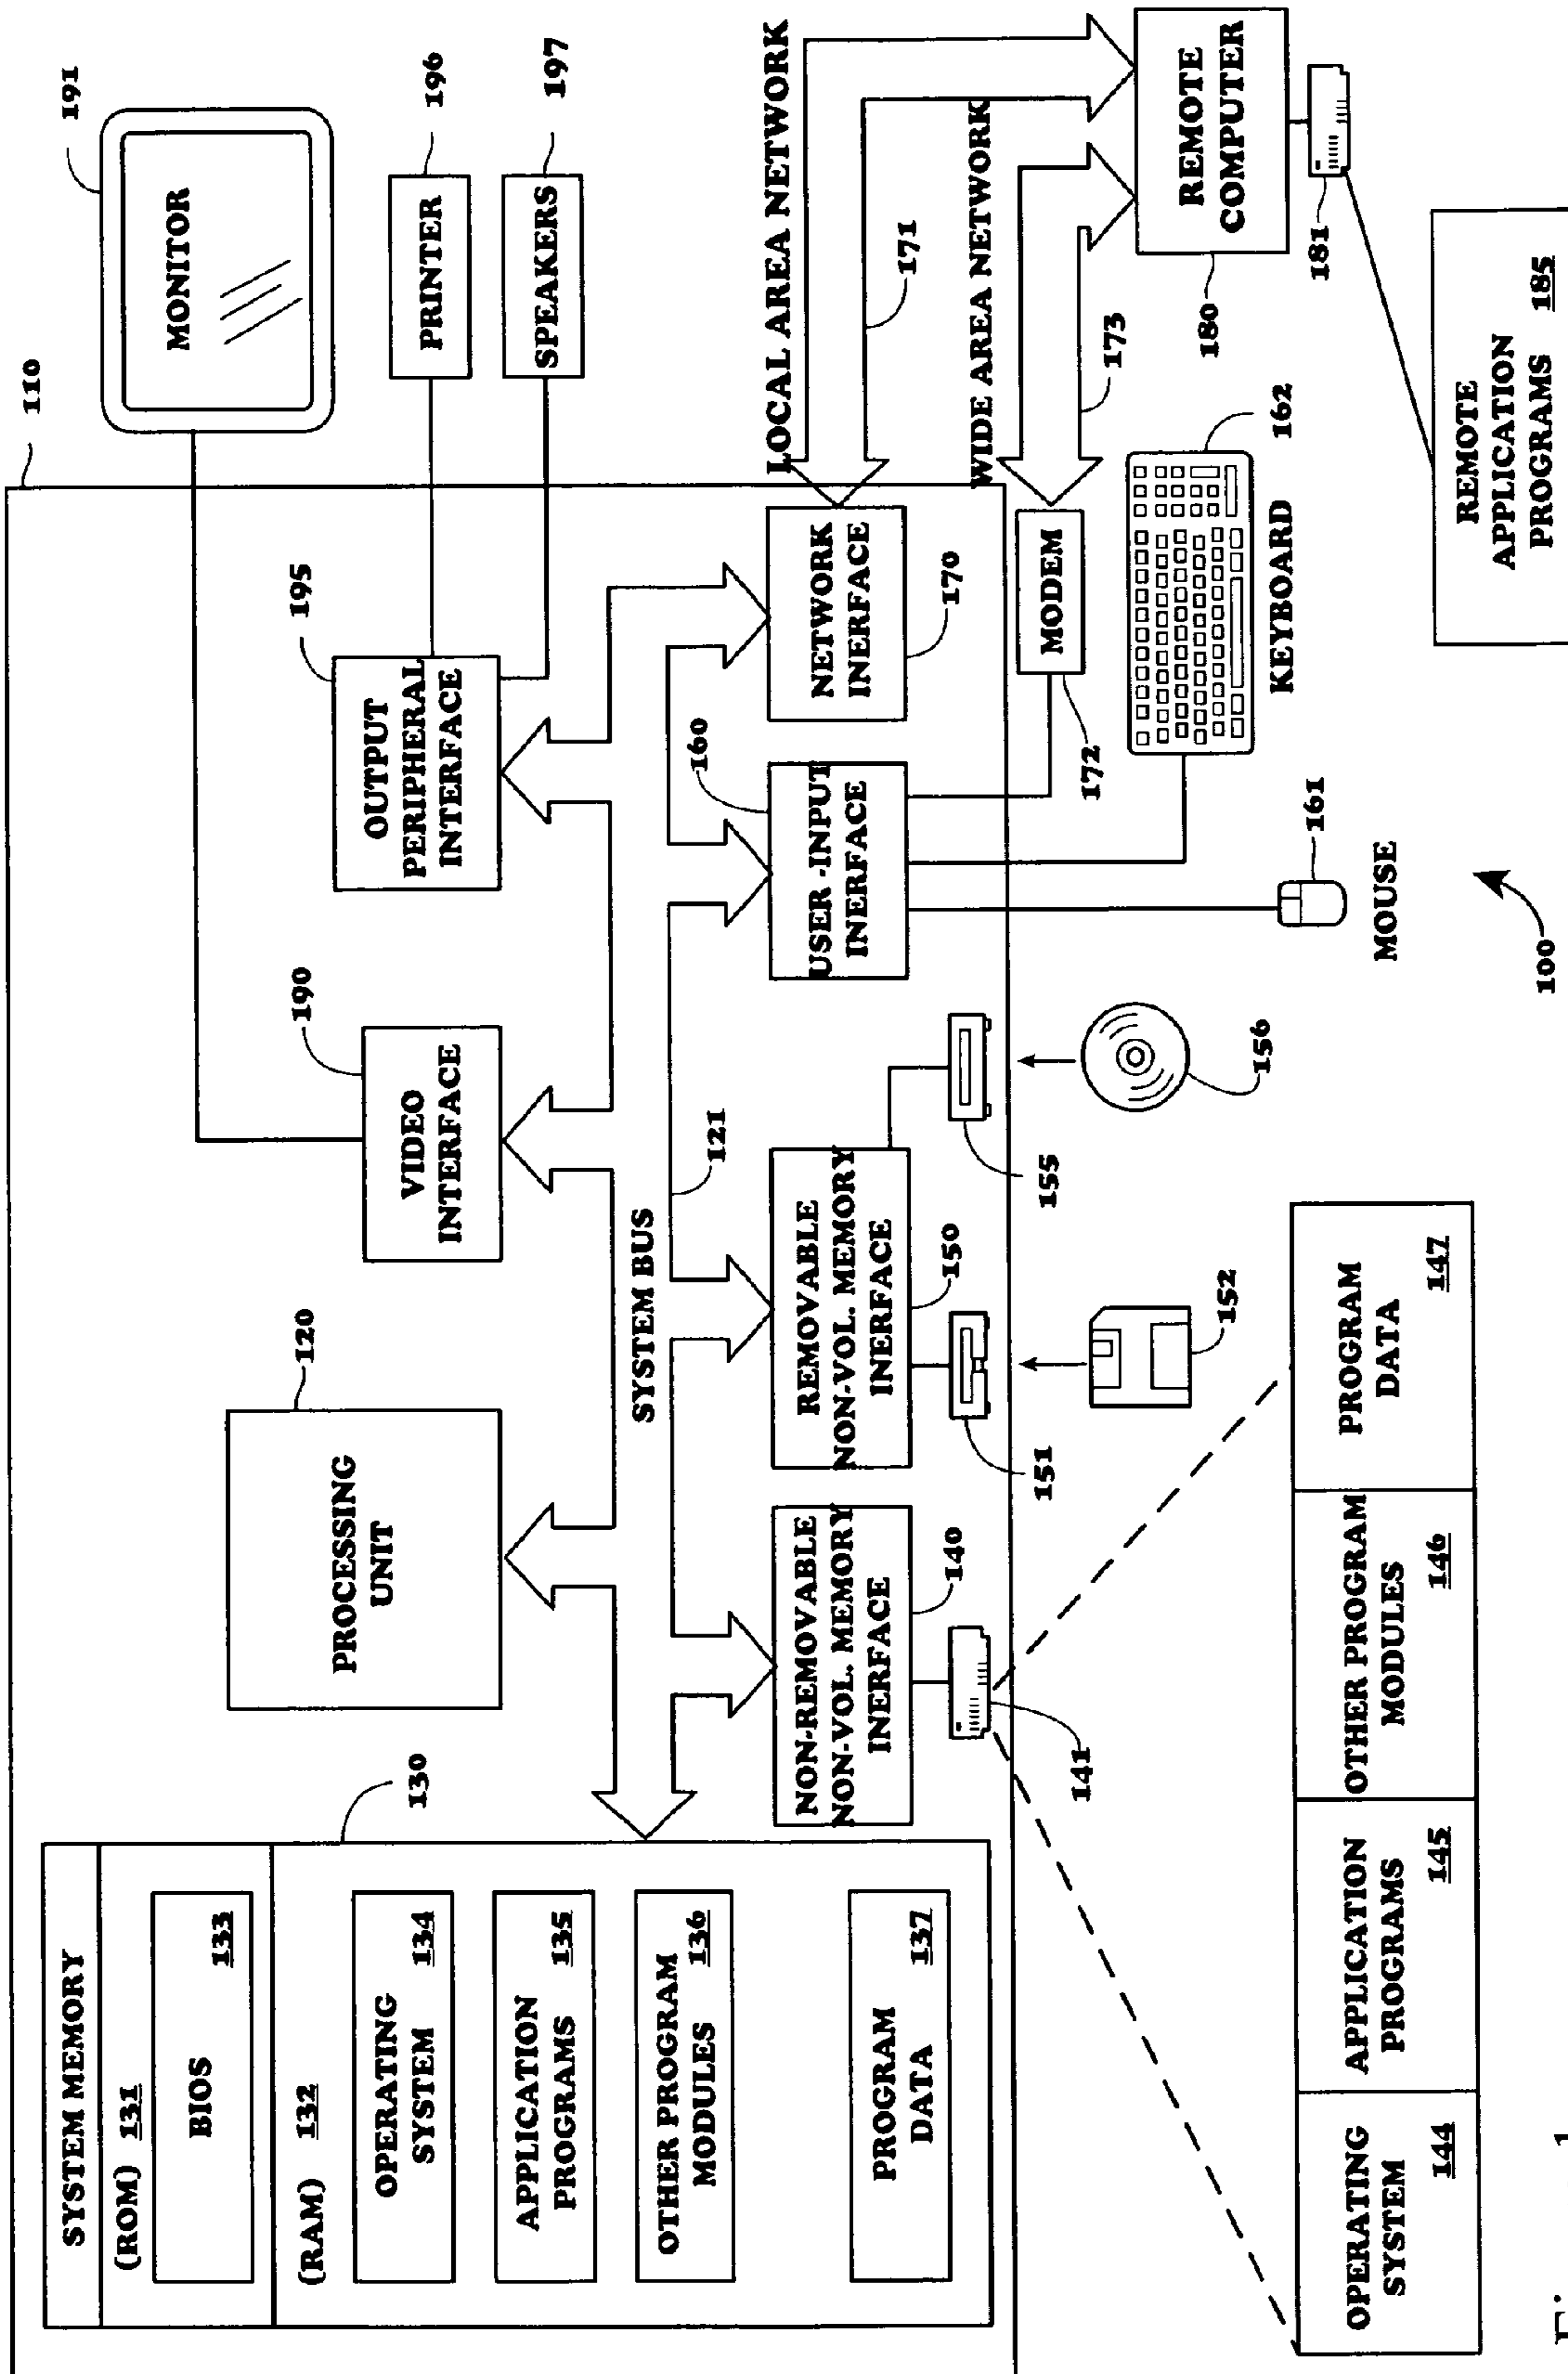 110
SYSTEM MEMORY
(ROM) 131
BIOS
133
(RAM) 132
OPERATING
SYSTEM
134
APPLICATION
PROGRAMS
135
OTHER PROGRAM
MODULES
136
PROGRAM
DATA
137
130
PROCESSING
UNIT
120
VIDEO
INTERFACE
190
OUTPUT
PERIPHERAL
INTERFACE
195
MONITOR
191
PRINTER
196
SPEAKERS
197
SYSTEM BUS
121
NON-REMOVABLE
NON-VOL. MEMORY
INERFACE
140
REMOVABLE
NON-VOL. MEMORY
INERFACE
150
USER-INPUT
INERFACE
160
NETWORK
INERFACE
170
LOCAL AREA NETWORK
171
WIDE AREA NETWORK
173
141
151
155
152
156
MODEM
172
162
KEYBOARD
161
MOUSE
REMOTE
COMPUTER
180
181
REMOTE
APPLICATION
PROGRAMS
185
OPERATING
SYSTEM
144
APPLICATION
PROGRAMS
145
OTHER PROGRAM
MODULES
146
PROGRAM
DATA
147
100